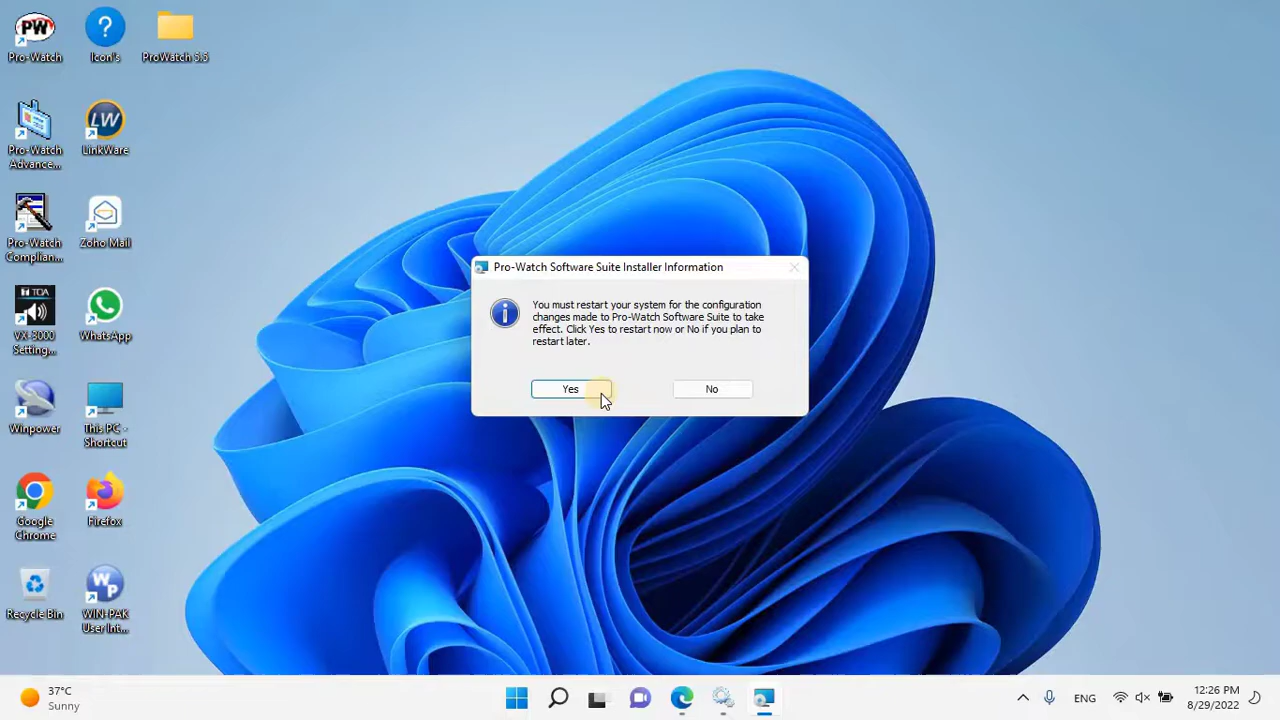 PW
Pro-Watch
?
Icon's
ProWatch 5.5
Pro-Watch
Advance...
LW
LinkWare
Pro-Watch
Complian...
Zoho Mail
TOA
VX-3000
Setting...
WhatsApp
Winpower
This PC -
Shortcut
Google
Chrome
Firefox
Recycle Bin
WP
WIN-PAK
User Int...
Pro-Watch Software Suite Installer Information
You must restart your system for the configuration
changes made to Pro-Watch Software Suite to take
effect. Click Yes to restart now or No if you plan to
restart later.
Yes
No
37°C
Sunny
ENG
12:26 PM
8/29/2022